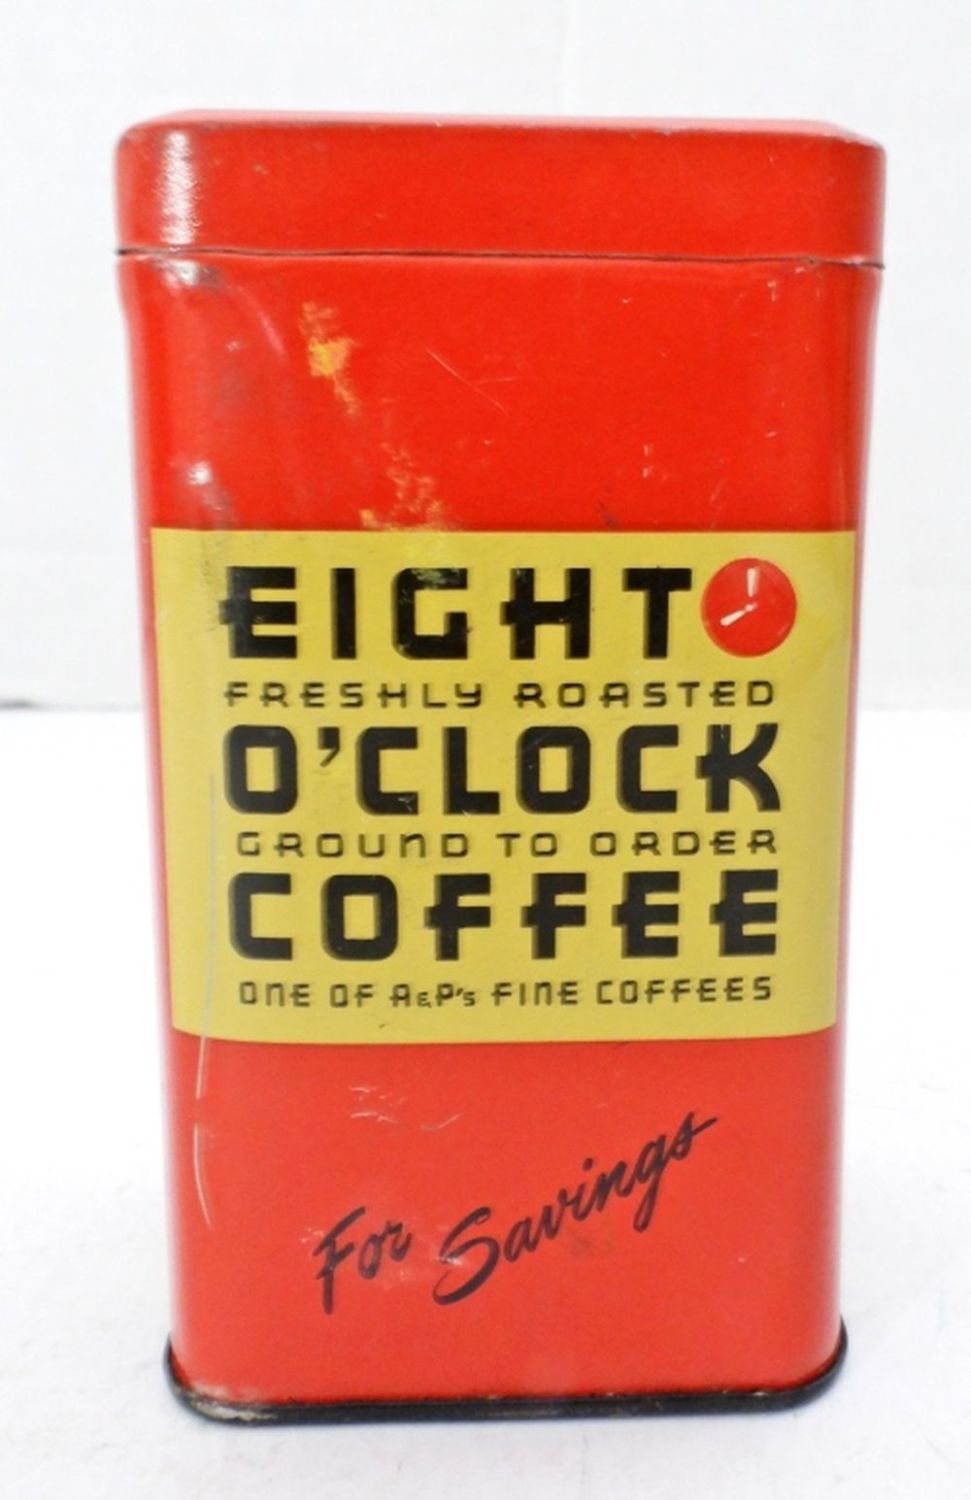 EIGHT
FRESHLY ROASTED
O'CLOCK
GROUND TO ORDER
COFFEE
ONE OF A&P's FINE COFFEES
For Savings